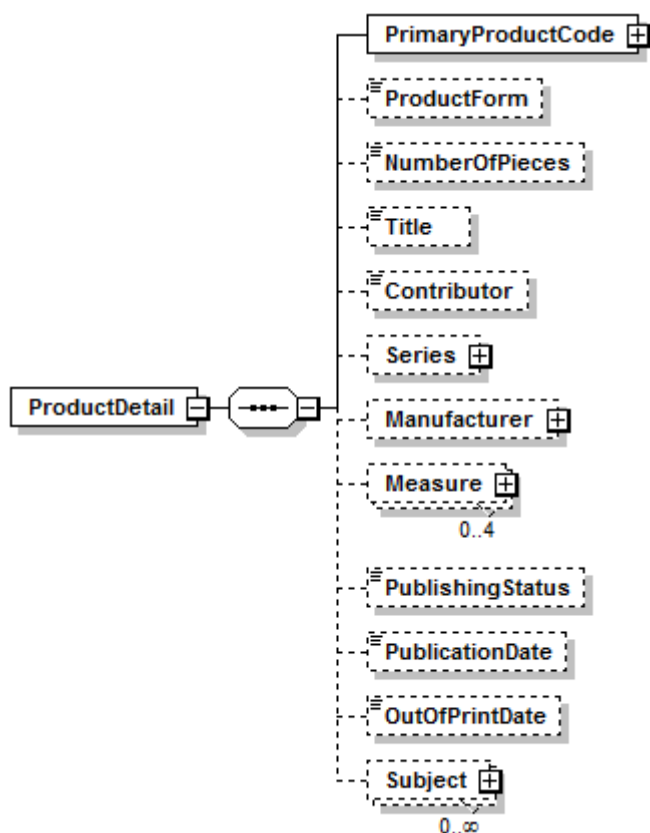 PrimaryProductCode
ProductForm
NumberOfPieces
Title
Contributor
Series
ProductDetail
Manufacturer
Measure
0..4
PublishingStatus
PublicationDate
OutOfPrintDate
Subject
0..∞